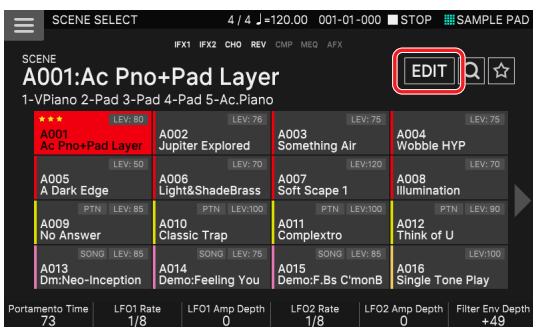 SCENE SELECT 4 / 4 ♩=120.00 001-01-000 STOP SAMPLE PAD
IFX1 IFX2 CHO REV CMP MEQ AFX
SCENE
A001:Ac Pno+Pad Layer EDIT
1-VPiano 2-Pad 3-Pad 4-Pad 5-Ac.Piano
★★★ LEV: 80 LEV: 76 LEV: 75 LEV: 75
A001 A002 A003 A004
Ac Pno+Pad Layer Jupiter Explored Something Air Wobble HYP
LEV: 50 LEV: 70 LEV:120 LEV: 70
A005 A006 A007 A008
A Dark Edge Light&ShadeBrass Soft Scape 1 Illumination
PTN LEV: 85 PTN LEV:100 PTN LEV:100 PTN LEV: 90
A009 A010 A011 A012
No Answer Classic Trap Complextro Think of U
SONG LEV: 85 SONG LEV: 75 SONG LEV: 85 LEV:100
A013 A014 A015 A016
Dm:Neo-Inception Demo:Feeling You Demo:F.Bs C'monB Single Tone Play
Portamento Time LFO1 Rate LFO1 Amp Depth LFO2 Rate LFO2 Amp Depth Filter Env Depth
73 1/8 0 1/8 0 +49